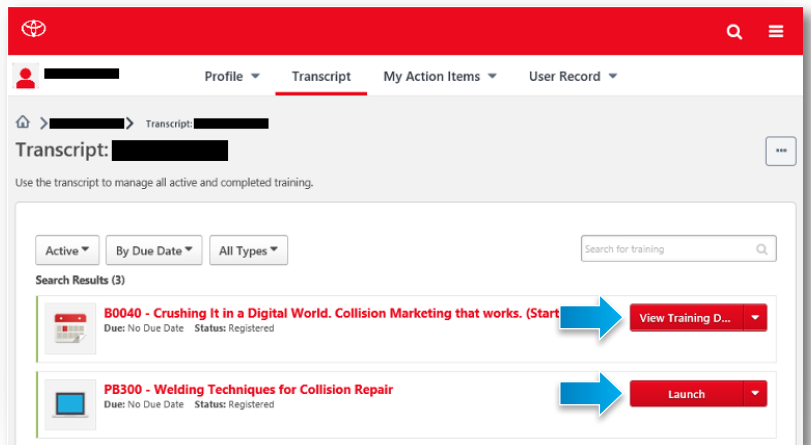 Profile Transcript My Action Items User Record
Transcript:
Transcript:
Use the transcript to manage all active and completed training.
Active By Due Date All Types Search for training
Search Results (3)
B0040 - Crushing It in a Digital World. Collision Marketing that works. (Start
Due: No Due Date Status: Registered
View Training D...
PB300 - Welding Techniques for Collision Repair
Due: No Due Date Status: Registered
Launch